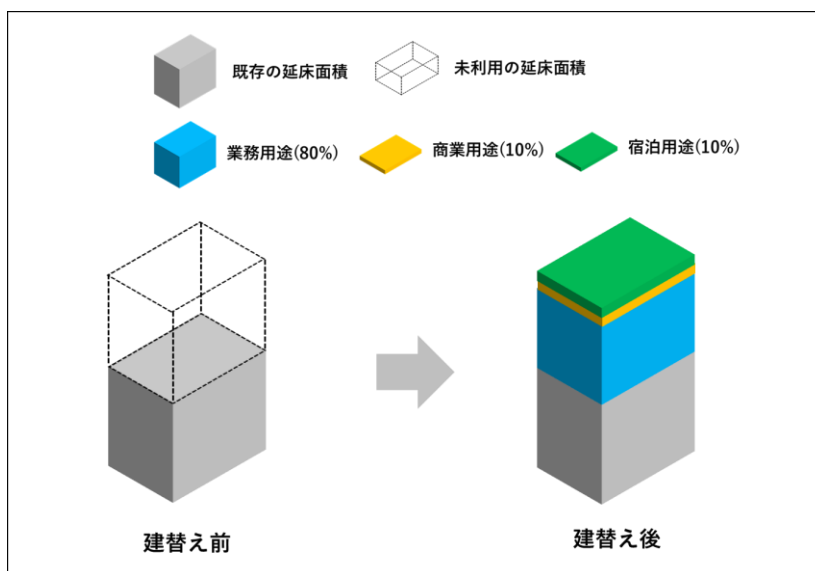 既存の延床面積
未利用の延床面積
業務用途(80%)
商業用途(10%)
宿泊用途(10%)
建替え前
建替え後